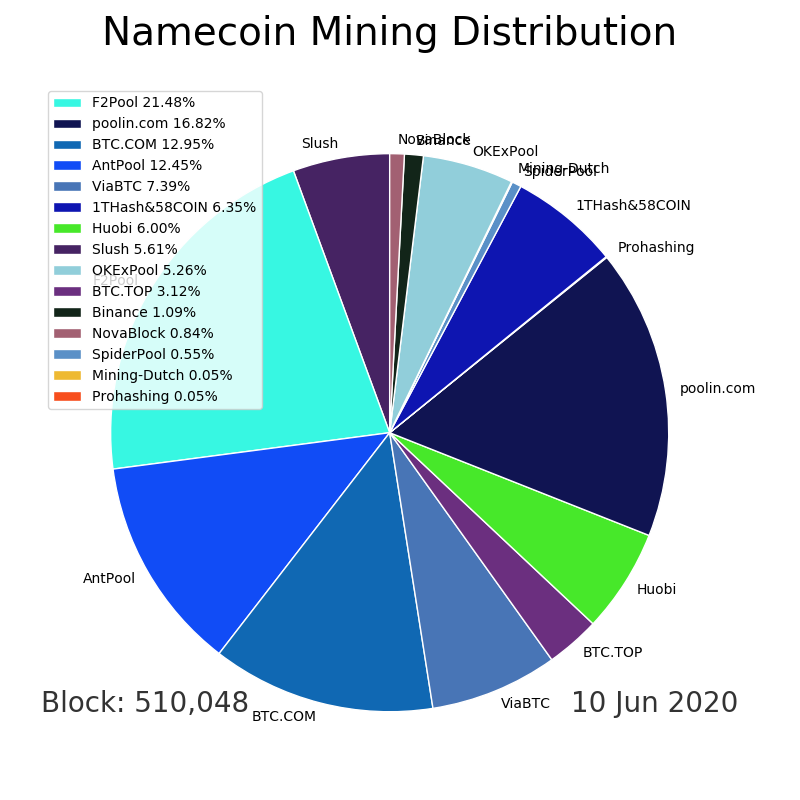 Namecoin Mining Distribution
F2Pool 21.48%
poolin.com 16.82%
BTC.COM 12.95%
AntPool 12.45%
ViaBTC 7.39%
1THash&58COIN 6.35%
Huobi 6.00%
Slush 5.61%
OKExPool 5.26%
BTC.TOP 3.12%
Binance 1.09%
NovaBlock 0.84%
SpiderPool 0.55%
Mining-Dutch 0.05%
Prohashing 0.05%
NovaBlock
Binance
OKExPool
Mining-Dutch
SpiderPool
1THash&58COIN
Prohashing
poolin.com
Huobi
BTC.TOP
ViaBTC
BTC.COM
AntPool
F2Pool
Slush
Block: 510,048
10 Jun 2020